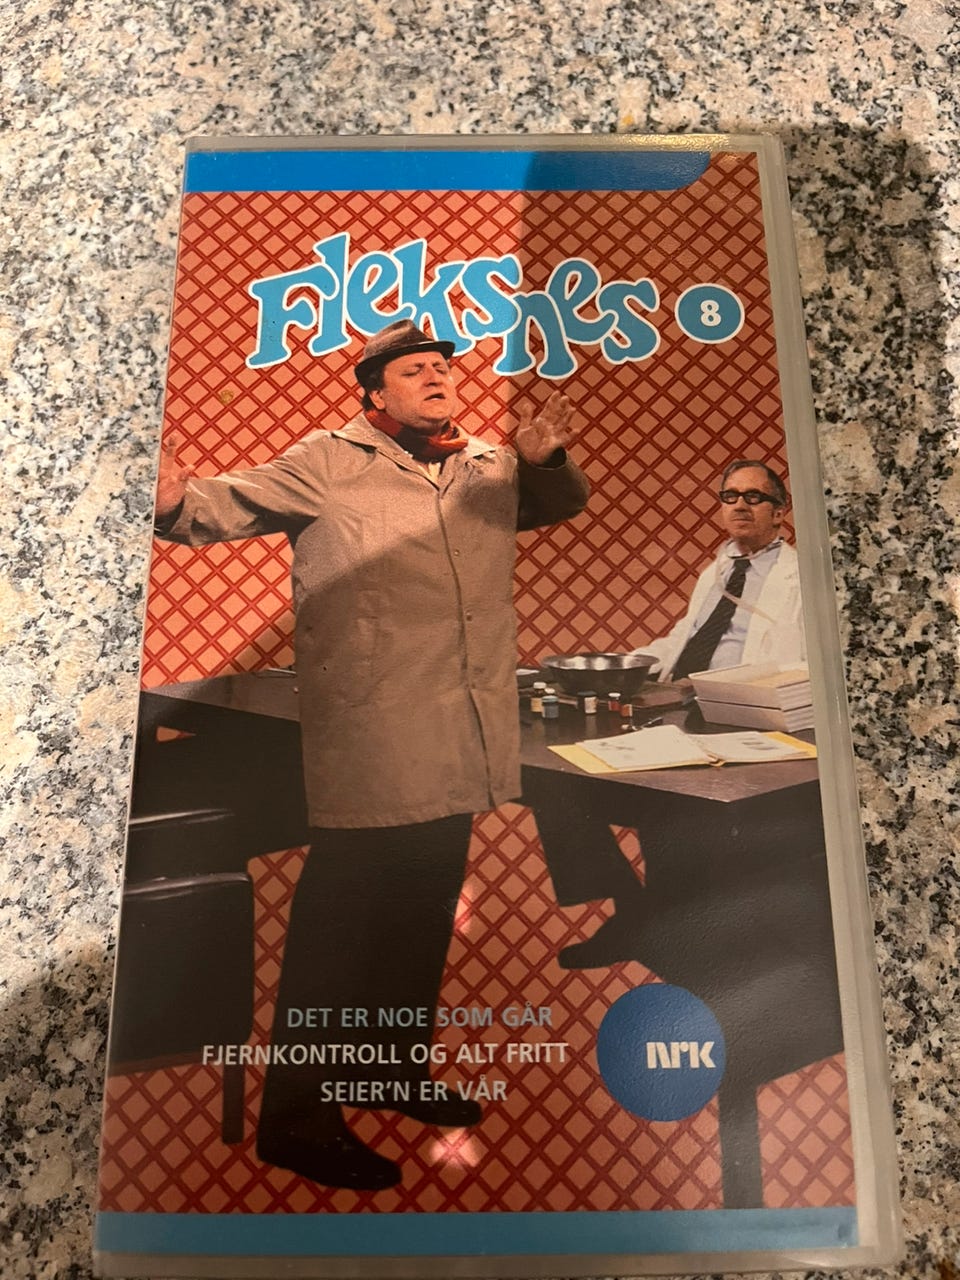 Fleksnes 8
DET ER NOE SOM GÅR
FJERNKONTROLL OG ALT FRITT
SEIER'N ER VÅR
NRK